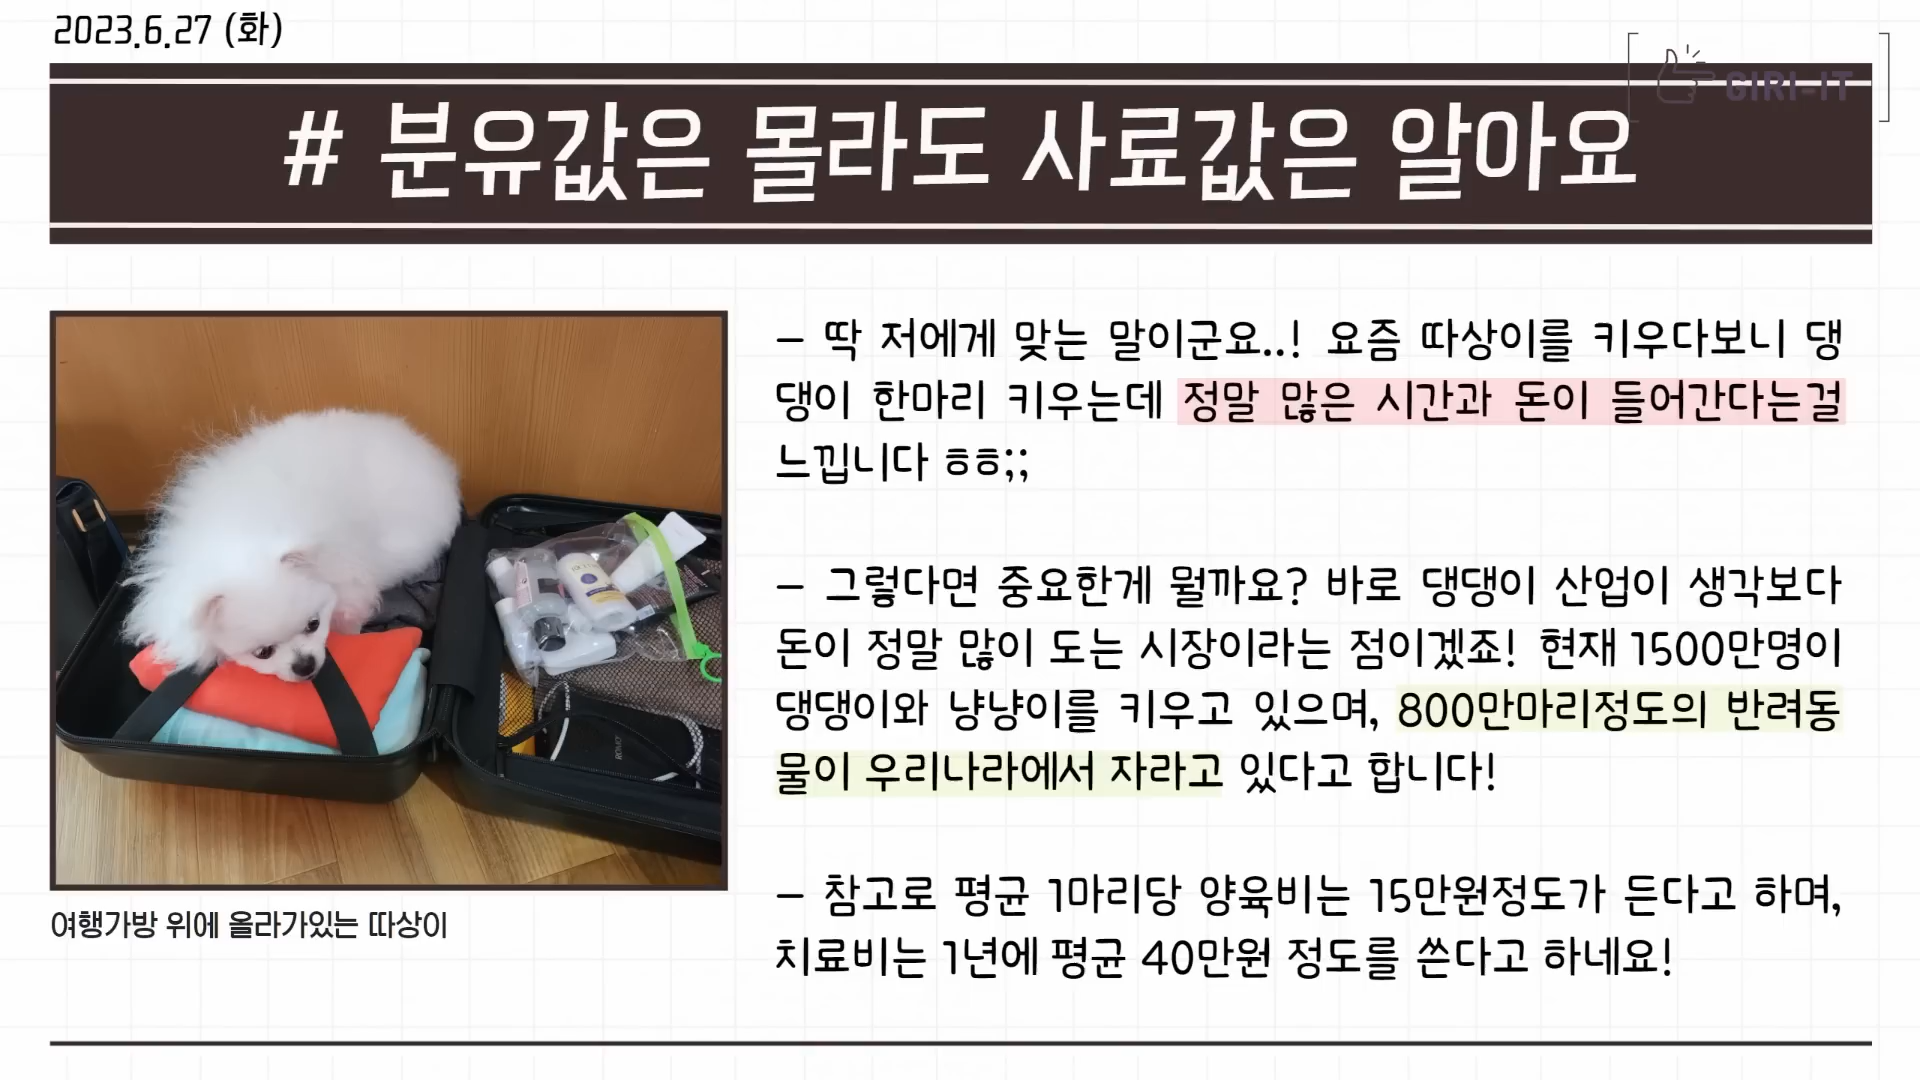 2023.6.27 (화)
GIRI-IT
# 분유값은 몰라도 사료값은 알아요
– 딱 저에게 맞는 말이군요..! 요즘 따상이를 키우다보니 댕
댕이 한마리 키우는데 정말 많은 시간과 돈이 들어간다는걸
느낍니다 ㅎㅎ;;
– 그렇다면 중요한게 뭘까요? 바로 댕댕이 산업이 생각보다
돈이 정말 많이 도는 시장이라는 점이겠죠! 현재 1500만명이
댕댕이와 냥냥이를 키우고 있으며, 800만마리정도의 반려동
물이 우리나라에서 자라고 있다고 합니다!
– 참고로 평균 1마리당 양육비는 15만원정도가 든다고 하며,
치료비는 1년에 평균 40만원 정도를 쓴다고 하네요!
여행가방 위에 올라가있는 따상이